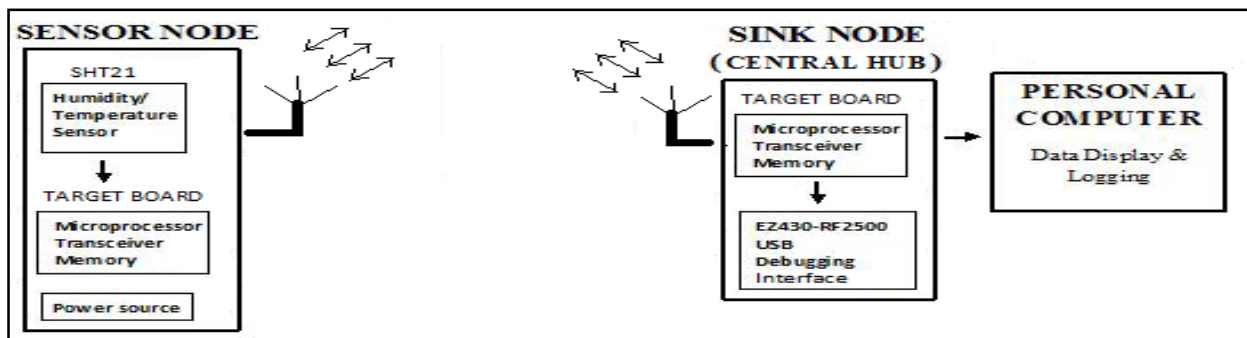 SENSOR NODE
SHT21
Humidity/
Temperature
Sensor
TARGET BOARD
Microprocessor
Transceiver
Memory
Power source
SINK NODE
(CENTRAL HUB)
TARGET BOARD
Microprocessor
Transceiver
Memory
EZ430-RF2500
USB
Debugging
Interface
PERSONAL
COMPUTER
Data Display &
Logging